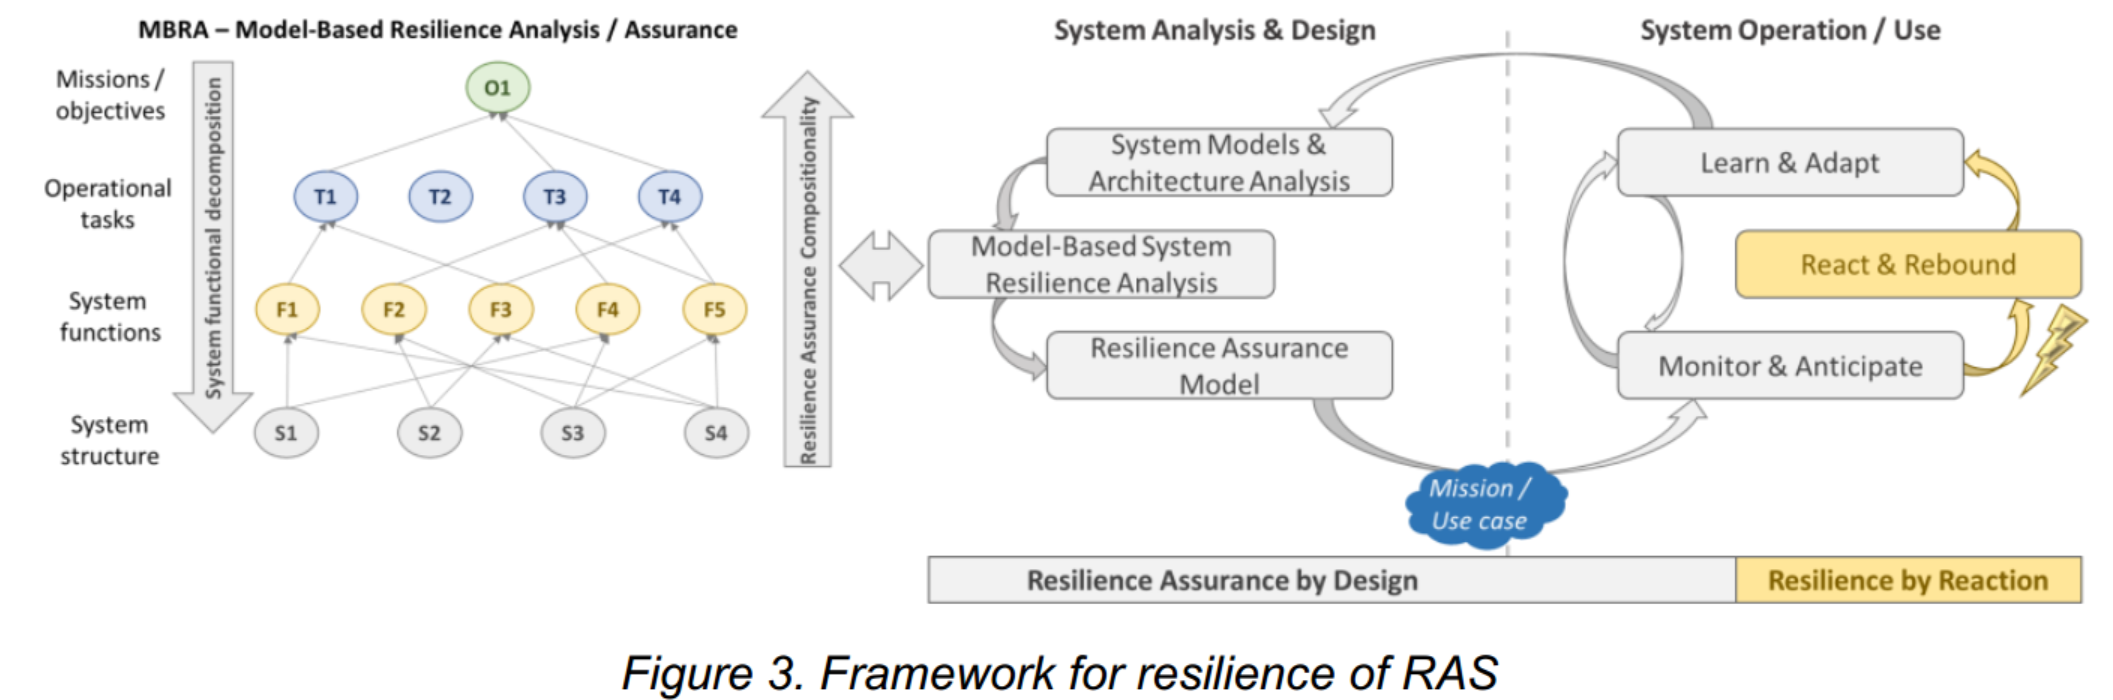 MBRA – Model-Based Resilience Analysis / Assurance
Missions /
objectives
Operational
tasks
System
functions
System
structure
System functional decomposition
O1
T1
T2
T3
T4
F1
F2
F3
F4
F5
S1
S2
S3
S4
Resilience Assurance Compositionality
System Analysis & Design
System Operation / Use
System Models &
Architecture Analysis
Model-Based System
Resilience Analysis
Resilience Assurance
Model
Learn & Adapt
React & Rebound
Monitor & Anticipate
Mission /
Use case
Resilience Assurance by Design
Resilience by Reaction
Figure 3. Framework for resilience of RAS